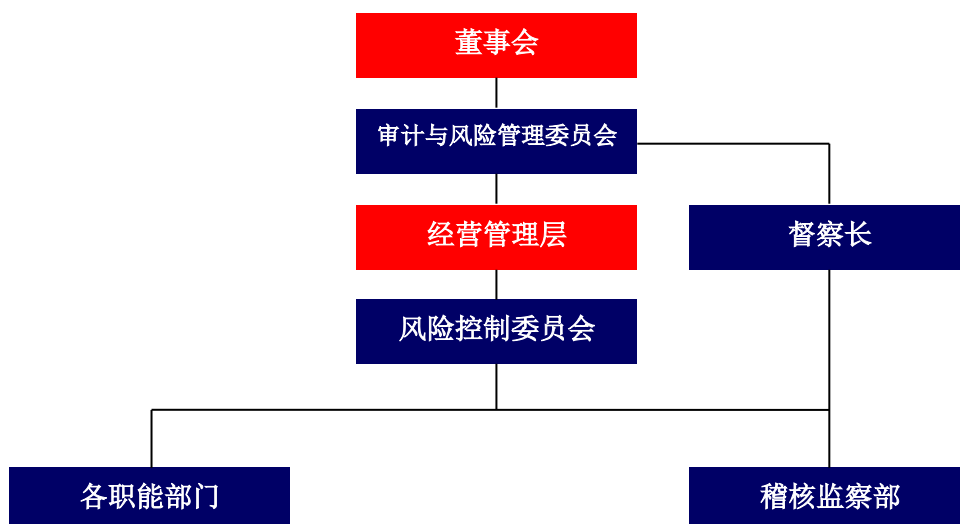 董事会
审计与风险管理委员会
经营管理层
督察长
风险控制委员会
各职能部门
稽核监察部